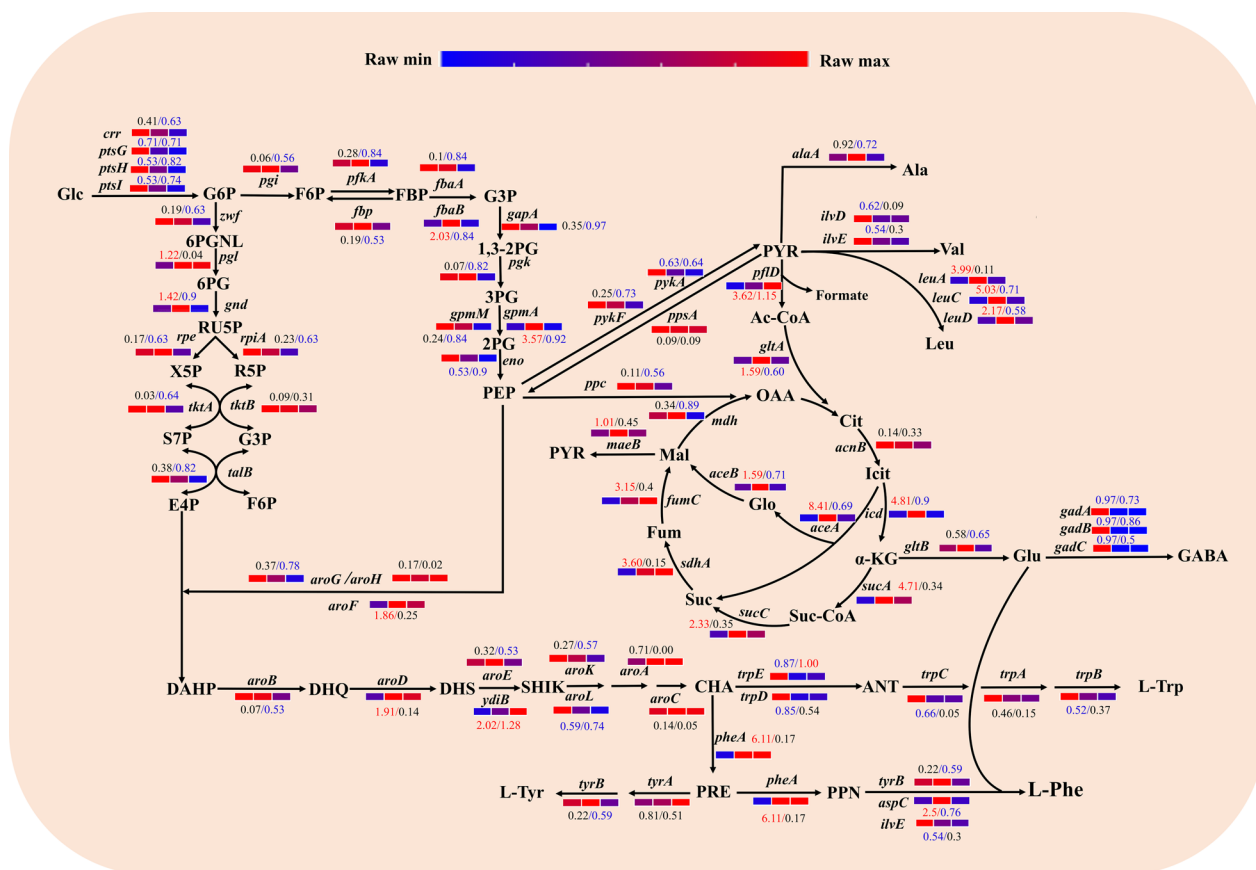 Raw min Raw max
0.41/0.63
crr
0.71/0.71
ptsG
0.53/0.82
ptsH
0.53/0.74
ptsI
Glc G6P F6P FBP G3P
0.06/0.56
pgi
0.28/0.84
pfkA
fbp
0.19/0.53
0.1/0.84
fbaA
fbaB
2.03/0.84
gapA 0.35/0.97
0.19/0.63
zwf
6PGNL
1.22/0.04 pgl
6PG
1.42/0.9 gnd
RU5P
0.17/0.63 rpe rpiA 0.23/0.63
X5P R5P
0.03/0.64 tktA tktB 0.09/0.31
S7P G3P
0.38/0.82 talB
E4P F6P
1,3-2PG
0.07/0.82 pgk
3PG
gpmM gpmA
0.24/0.84 3.57/0.92
2PG
eno
0.53/0.9
PEP
0.63/0.64
pykA
0.25/0.73
pykF
ppsA
0.09/0.09
0.11/0.56
ppc
PYR
0.92/0.72
alaA
Ala
0.62/0.09
ilvD
0.54/0.3
ilvE
Val
3.99/0.11
leuA
5.03/0.71
leuC
2.17/0.58
leuD
Leu
pflD
3.62/1.15
Formate
Ac-CoA
gltA
1.59/0.60
OAA
Cit
0.14/0.33
acnB
Icit
4.81/0.9
icd
α-KG
0.34/0.89
mdh
1.01/0.45
maeB
PYR Mal
aceB 1.59/0.71
Glo
8.41/0.69
aceA
3.15/0.4
fumC
Fum
3.60/0.15 sdhA
Suc
2.33/0.35 sucC
Suc-CoA
sucA 4.71/0.34
gltB 0.58/0.65
Glu
0.97/0.73
gadA
0.97/0.86
gadB
0.97/0.5
gadC
GABA
0.37/0.78 0.17/0.02
aroG /aroH
aroF
1.86/0.25
DAHP DHQ DHS SHIK CHA ANT L-Trp
aroB
0.07/0.53
aroD
1.91/0.14
0.32/0.53
aroE
ydiB
2.02/1.28
0.27/0.57
aroK
aroL
0.59/0.74
0.71/0.00
aroA
aroC
0.14/0.05
0.87/1.00
trpE
trpD
0.85/0.54
trpC
0.66/0.05
trpA
0.46/0.15
trpB
0.52/0.37
pheA 6.11/0.17
L-Tyr PRE PPN L-Phe
tyrB
0.22/0.59
tyrA
0.81/0.51
pheA
6.11/0.17
0.22/0.59
tyrB
aspC
2.5/0.76
ilvE
0.54/0.3